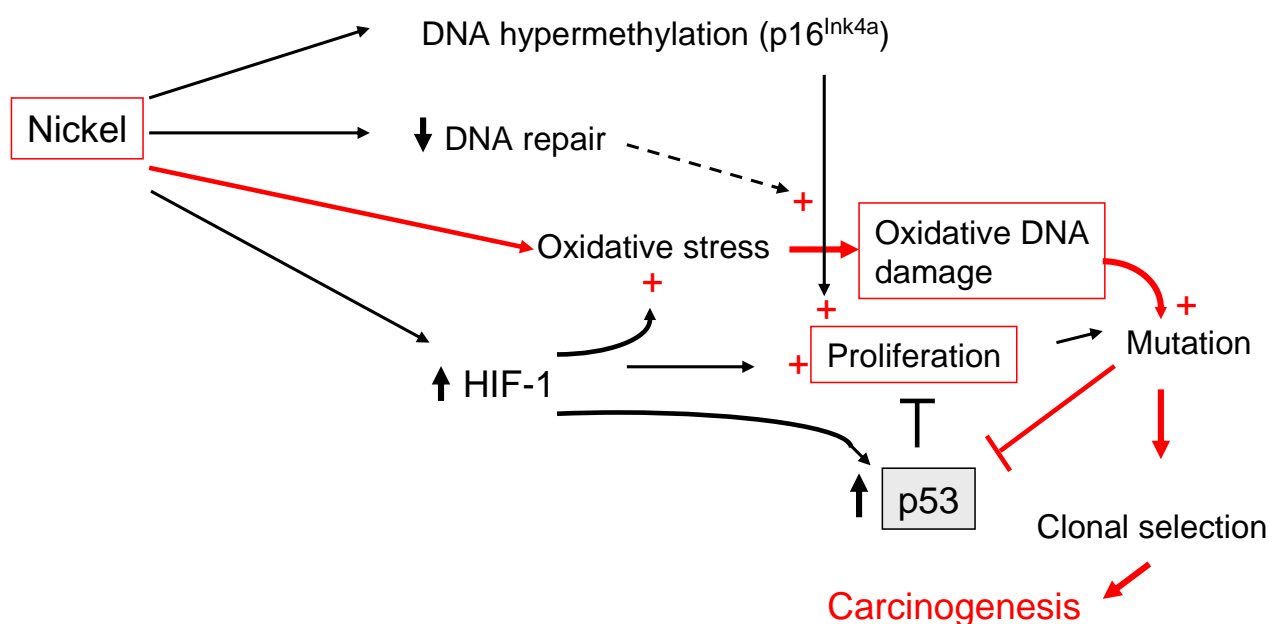 DNA hypermethylation (p16Ink4a)
Nickel
DNA repair
+
Oxidative stress
Oxidative DNA
damage
+
+
+
Proliferation
+
Mutation
HIF-1
p53
Clonal selection
Carcinogenesis